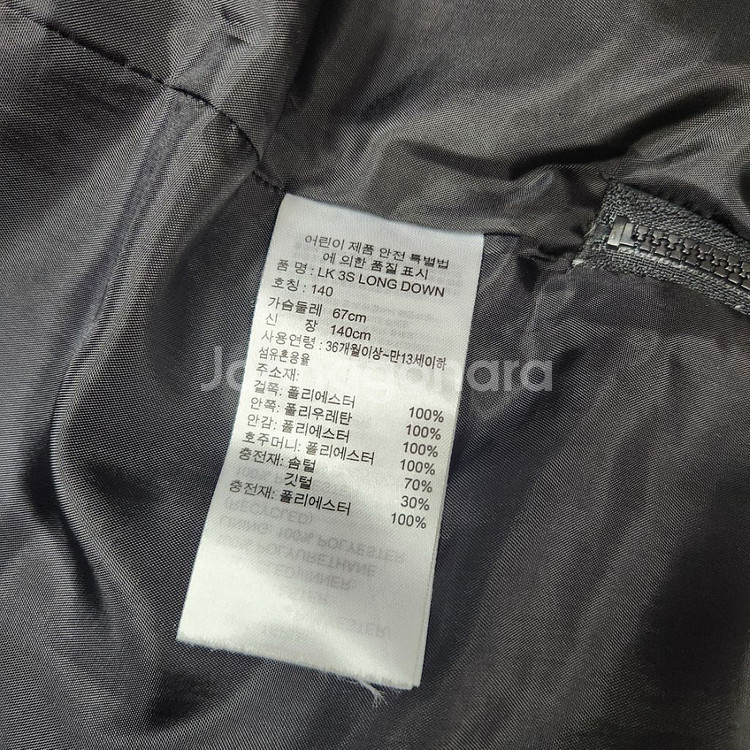 어린이 제품 안전 특별법
에 의한 품질 표시
품 명 : LK 3S LONG DOWN
호칭 : 140
가슴둘레 67cm
신 장 140cm
사용연령 : 36개월이상~만13세이하
섬유혼용율
주소재:
겉쪽: 폴리에스터 100%
안쪽: 폴리우레탄 100%
안감: 폴리에스터 100%
호주머니: 폴리에스터 100%
충전재: 솜털 70%
깃털 30%
충전재: 폴리에스터 100%